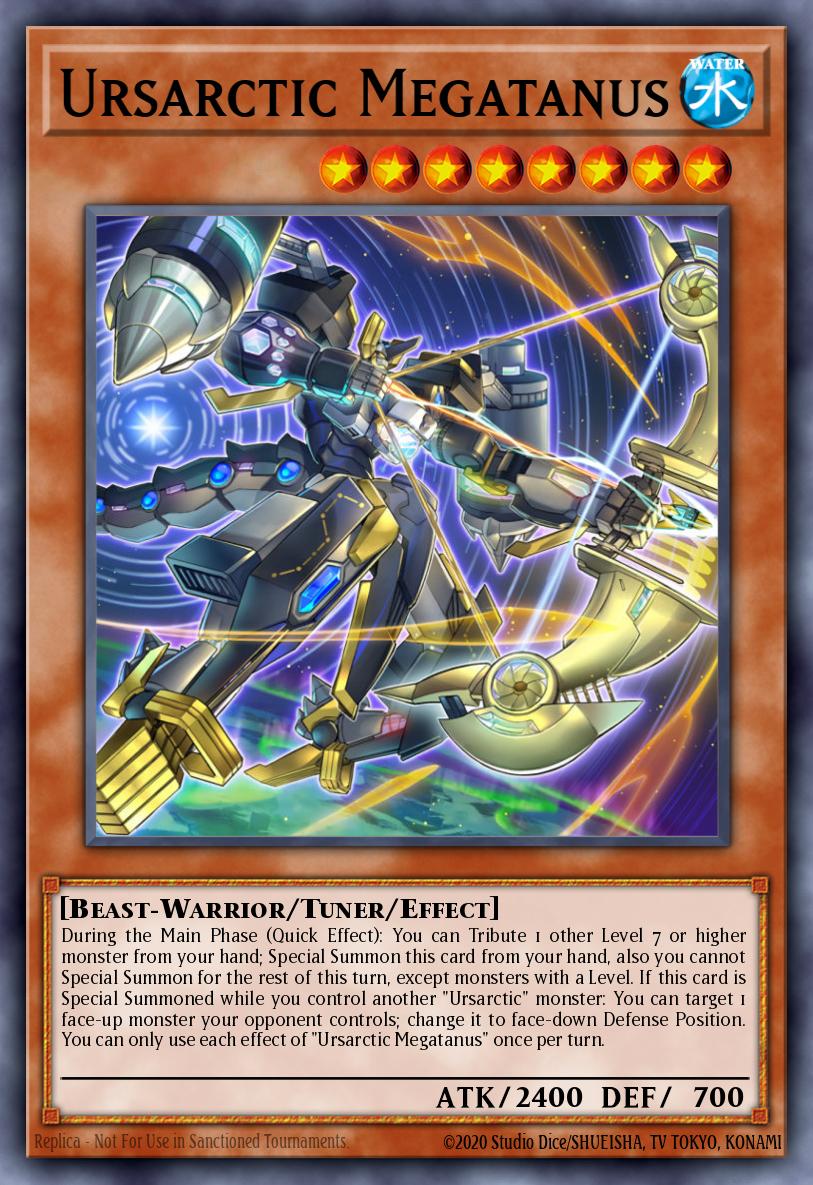 Ursarctic Megatanus
WATER
水
[Beast-Warrior/Tuner/Effect]
During the Main Phase (Quick Effect): You can Tribute 1 other Level 7 or higher
monster from your hand; Special Summon this card from your hand, also you cannot
Special Summon for the rest of this turn, except monsters with a Level. If this card is
Special Summoned while you control another "Ursarctic" monster: You can target 1
face-up monster your opponent controls; change it to face-down Defense Position.
You can only use each effect of "Ursarctic Megatanus" once per turn.
ATK/2400 DEF/ 700
Replica - Not For Use in Sanctioned Tournaments.
©2020 Studio Dice/SHUEISHA, TV TOKYO, KONAMI